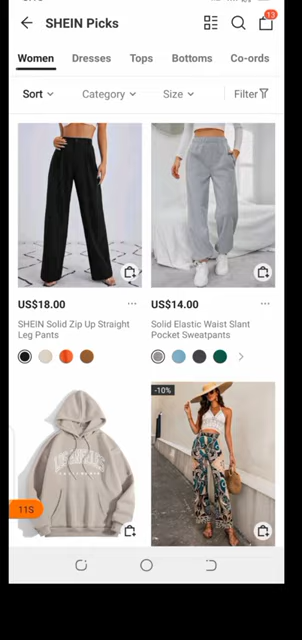 SHEIN Picks
13
Women Dresses Tops Bottoms Co-ords
Sort Category Size Filter
US$18.00 ...
US$14.00 ...
SHEIN Solid Zip Up Straight
Leg Pants
Solid Elastic Waist Slant
Pocket Sweatpants
-10%
11S